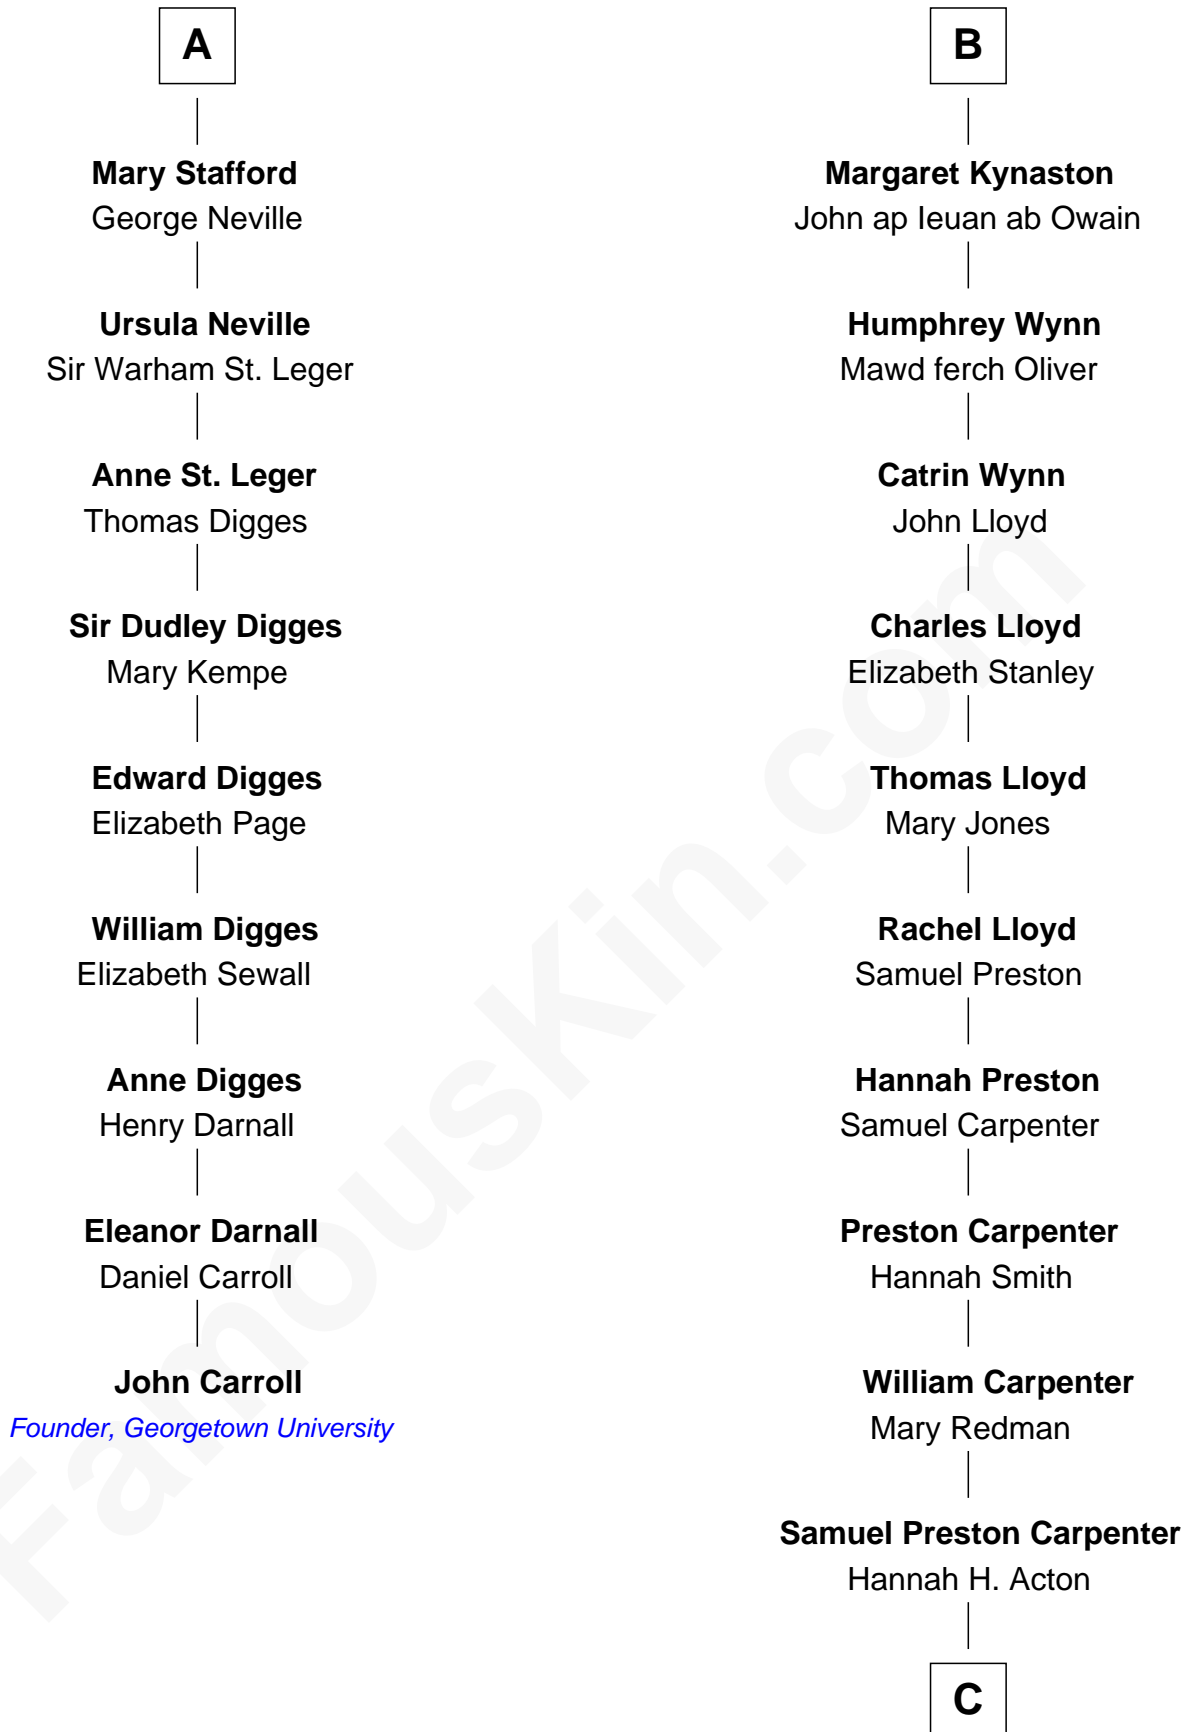 A
Mary Stafford
George Neville
Ursula Neville
Sir Warham St. Leger
Anne St. Leger
Thomas Digges
Sir Dudley Digges
Mary Kempe
Edward Digges
Elizabeth Page
William Digges
Elizabeth Sewall
Anne Digges
Henry Darnall
Eleanor Darnall
Daniel Carroll
John Carroll
Founder, Georgetown University
B
Margaret Kynaston
John ap Ieuan ab Owain
Humphrey Wynn
Mawd ferch Oliver
Catrin Wynn
John Lloyd
Charles Lloyd
Elizabeth Stanley
Thomas Lloyd
Mary Jones
Rachel Lloyd
Samuel Preston
Hannah Preston
Samuel Carpenter
Preston Carpenter
Hannah Smith
William Carpenter
Mary Redman
Samuel Preston Carpenter
Hannah H. Acton
C
FamousKin.com